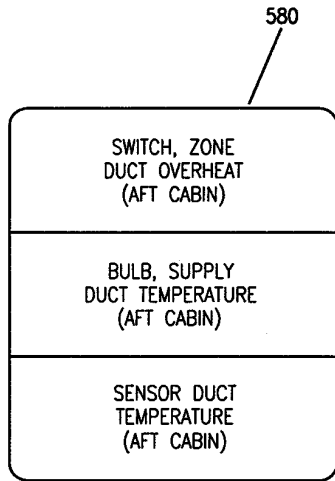 580
SWITCH, ZONE
DUCT OVERHEAT
(AFT CABIN)
BULB, SUPPLY
DUCT TEMPERATURE
(AFT CABIN)
SENSOR DUCT
TEMPERATURE
(AFT CABIN)